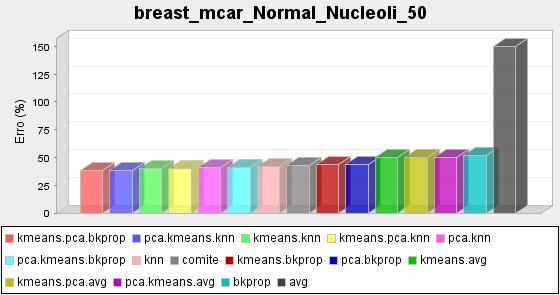 breast_mcar_Normal_Nucleoli_50
150
125
100
75
50
25
0
Erro (%)
kmeans.pca.bkprop pca.kmeans.knn kmeans.knn kmeans.pca.knn pca.knn
pca.kmeans.bkprop knn comite kmeans.bkprop pca.bkprop kmeans.avg
kmeans.pca.avg pca.kmeans.avg bkprop avg